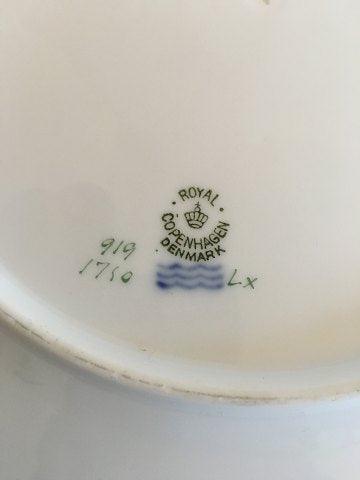 ROYAL
COPENHAGEN
DENMARK
919
1750
Lx